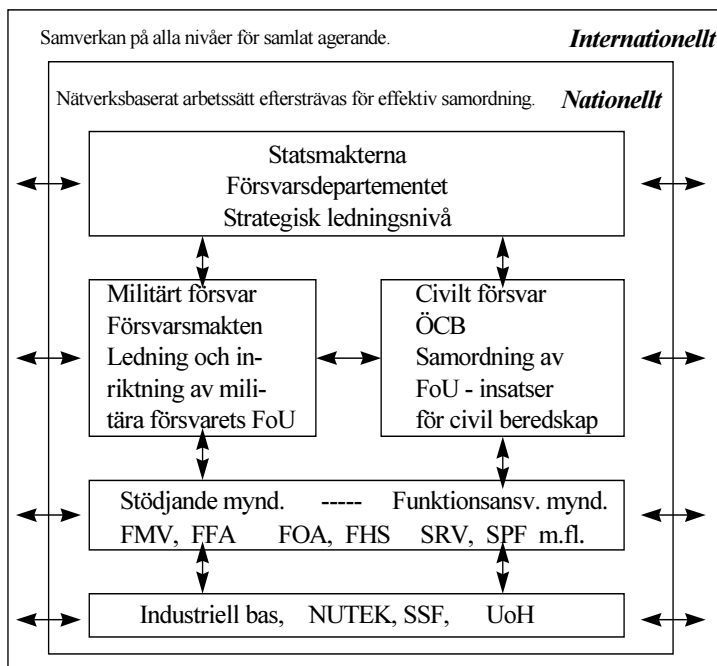 Samverkan på alla nivåer för samlat agerande.
Internationellt
Nätverksbaserat arbetssätt eftersträvas för effektiv samordning.
Nationellt
Statsmakterna
Försvarsdepartementet
Strategisk ledningsnivå
Militärt försvar
Försvarsmakten
Ledning och in-
riktning av mili-
tära försvarets FoU
Civilt försvar
ÖCB
Samordning av
FoU - insatser
för civil beredskap
Stödjande mynd. ----- Funktionsansv. mynd.
FMV, FFA FOA, FHS SRV, SPF m.fl.
Industriell bas, NUTEK, SSF, UoH